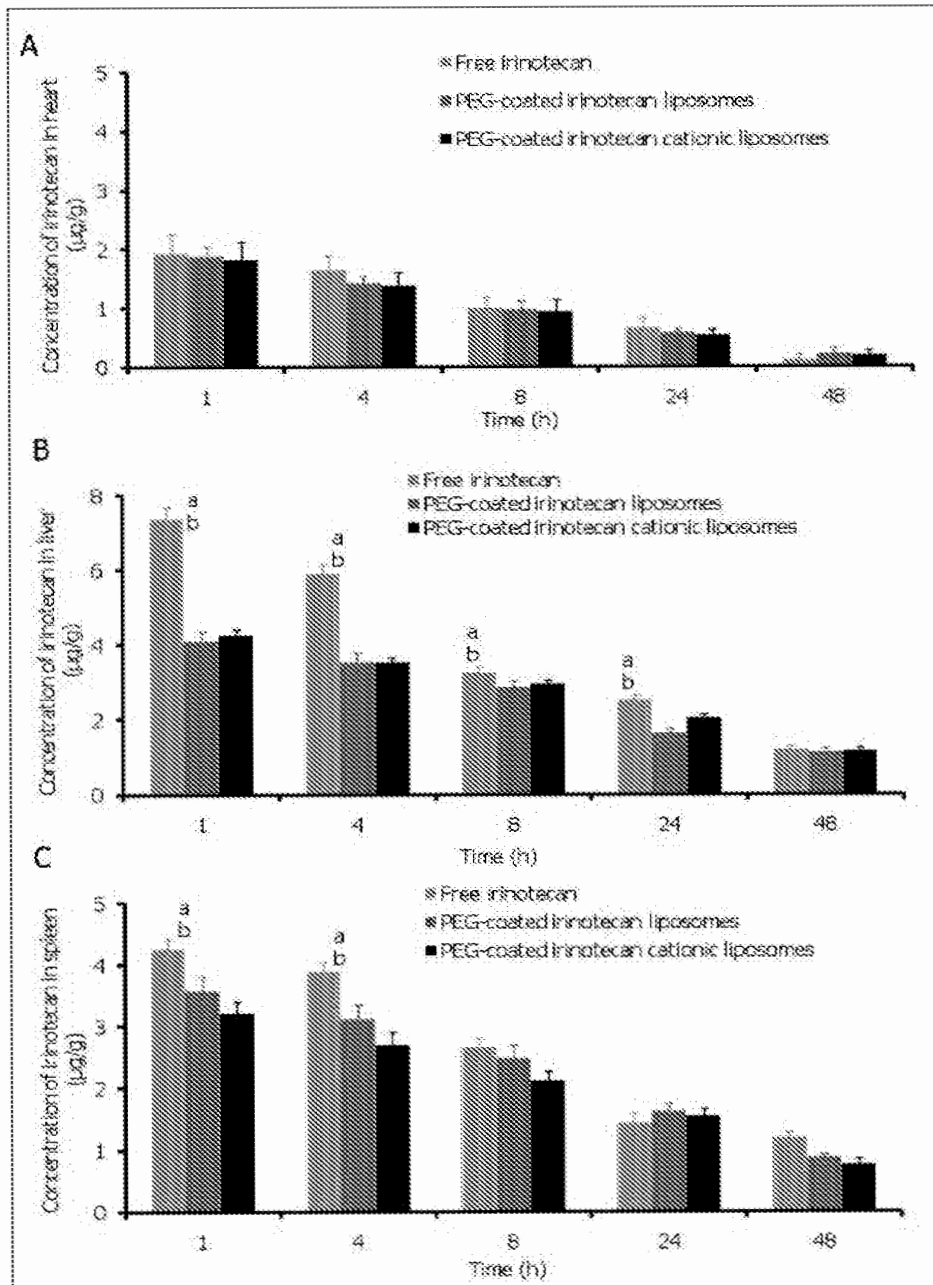 A
Free irinotecan
PEG-coated irinotecan liposomes
PEG-coated irinotecan cationic liposomes
Concentration of irinotecan in heart
(µg/g)
5
4
3
2
1
0
1 4 8 24 48
Time (h)
B
Free irinotecan
PEG-coated irinotecan liposomes
PEG-coated irinotecan cationic liposomes
Concentration of irinotecan in liver
(µg/g)
8
6
4
2
0
a
b
a
b
a
b
a
b
1 4 8 24 48
Time (h)
C
Free irinotecan
PEG-coated irinotecan liposomes
PEG-coated irinotecan cationic liposomes
Concentration of irinotecan in spleen
(µg/g)
5
4
3
2
1
0
a
b
a
b
1 4 8 24 48
Time (h)